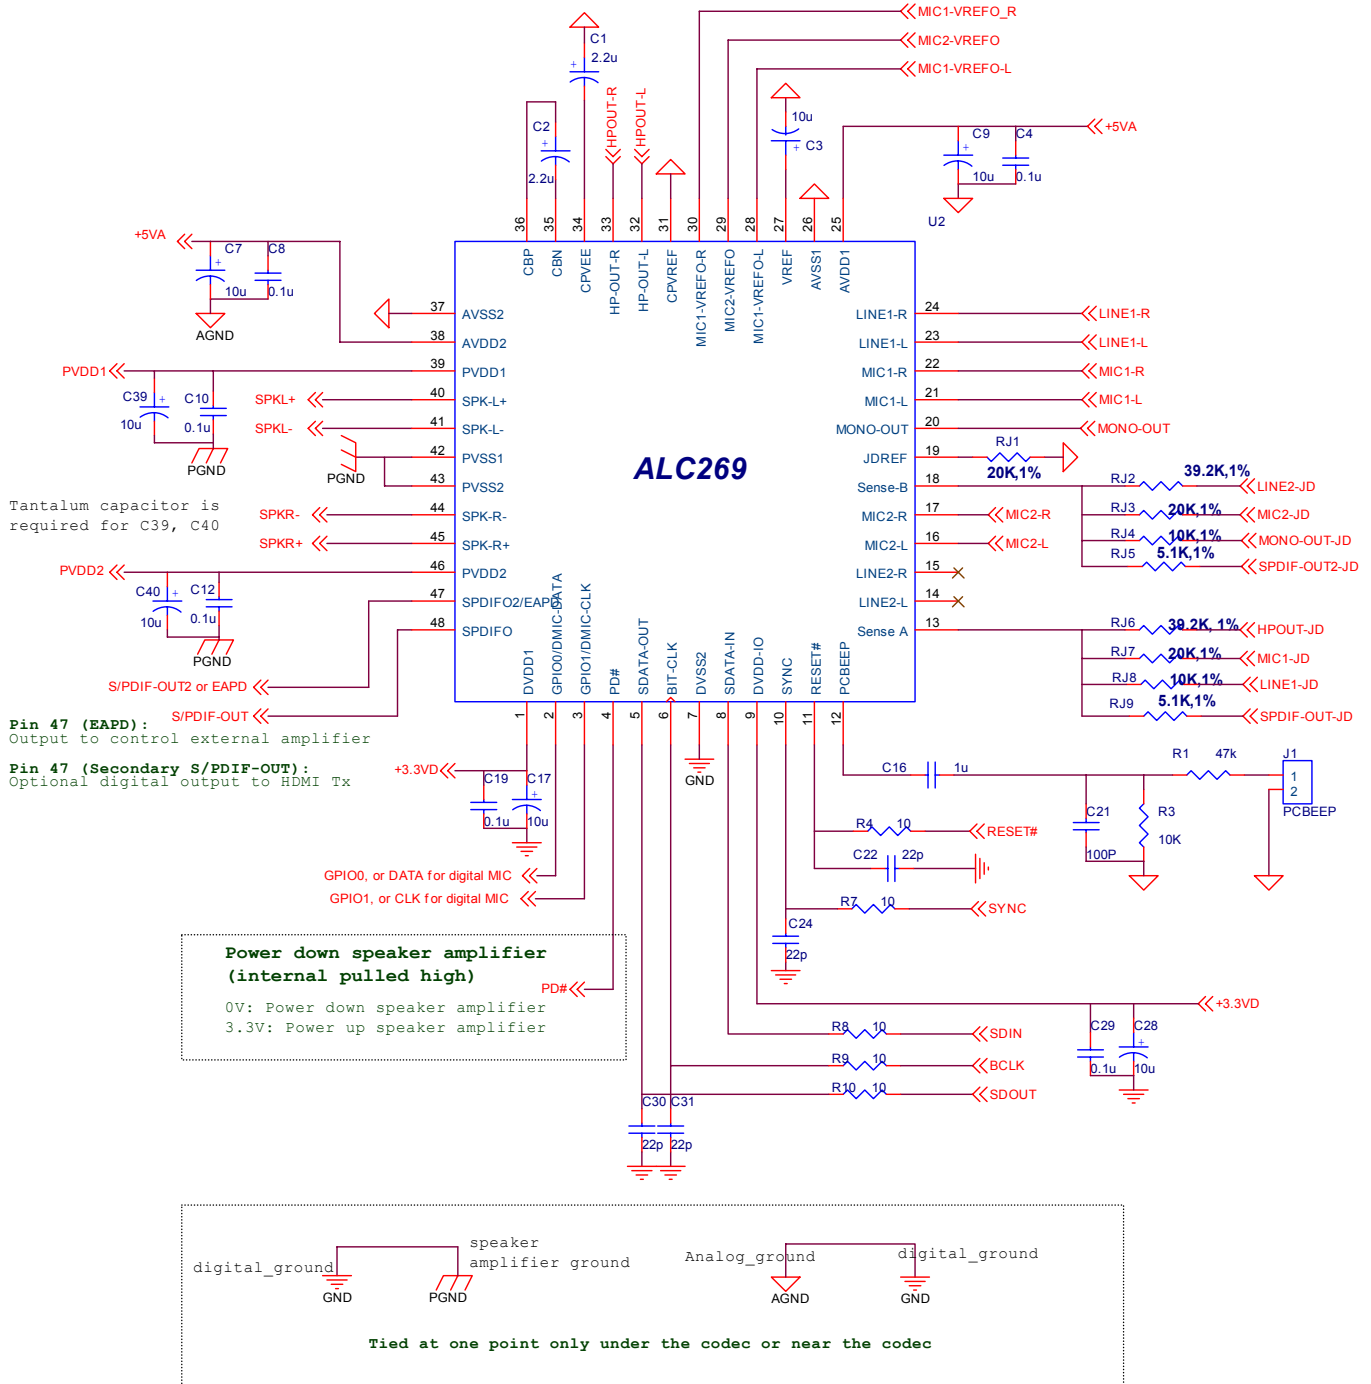 MIC1-VREFO_R
MIC2-VREFO
MIC1-VREFO-L
C1
2.2u
+
HPOUT-R
HPOUT-L
10u
C3
+
C2
+
2.2u
+5VA
C9
+
10u
C4
0.1u
U2
36
35
34
33
32
31
30
29
28
27
26
25
CBP
CBN
CPVEE
HP-OUT-R
HP-OUT-L
CPVREF
MIC1-VREFO-R
MIC2-VREFO
MIC1-VREFO-L
VREF
AVSS1
AVDD1
+5VA
C7
+
10u
C8
0.1u
AGND
37
AVSS2
38
AVDD2
PVDD1
39
PVDD1
C39
+
10u
C10
0.1u
PGND
SPKL+
40
SPK-L+
SPKL-
41
SPK-L-
42
PVSS1
PGND
43
PVSS2
SPKR-
44
SPK-R-
SPKR+
45
SPK-R+
PVDD2
46
PVDD2
C40
+
10u
C12
0.1u
PGND
47
SPDIFO2/EAPD
48
SPDIFO
Tantalum capacitor is
required for C39, C40
ALC269
LINE1-R
24
LINE1-R
LINE1-L
23
LINE1-L
MIC1-R
22
MIC1-R
MIC1-L
21
MIC1-L
MONO-OUT
20
MONO-OUT
JDREF
19
RJ1
20K,1%
Sense-B
18
RJ2
39.2K,1%
LINE2-JD
MIC2-R
17
MIC2-R
RJ3
20K,1%
MIC2-JD
MIC2-L
16
MIC2-L
RJ4
10K,1%
MONO-OUT-JD
LINE2-R
15
RJ5
5.1K,1%
SPDIF-OUT2-JD
LINE2-L
14
Sense A
13
RJ6
39.2K, 1%
HPOUT-JD
RJ7
20K,1%
MIC1-JD
RJ8
10K,1%
LINE1-JD
RJ9
5.1K,1%
SPDIF-OUT-JD
DVDD1
GPIO0/DMIC-DATA
GPIO1/DMIC-CLK
PD#
SDATA-OUT
BIT-CLK
DVSS2
SDATA-IN
DVDD-IO
SYNC
RESET#
PCBEEP
1
2
3
4
5
6
7
8
9
10
11
12
S/PDIF-OUT2 or EAPD
S/PDIF-OUT
Pin 47 (EAPD):
Output to control external amplifier
Pin 47 (Secondary S/PDIF-OUT):
Optional digital output to HDMI Tx
+3.3VD
C19
0.1u
C17
+
10u
GND
C16
1u
R1
47k
J1
1
2
PCBEEP
C21
100P
R3
10K
R4
10
RESET#
C22
22p
R7
10
SYNC
C24
22p
GPIO0, or DATA for digital MIC
GPIO1, or CLK for digital MIC
Power down speaker amplifier
(internal pulled high)
PD#
0V: Power down speaker amplifier
3.3V: Power up speaker amplifier
+3.3VD
C29
0.1u
C28
+
10u
R8
10
SDIN
R9
10
BCLK
R10
10
SDOUT
C30
22p
C31
22p
digital_ground
GND
speaker
amplifier ground
PGND
Analog_ground
AGND
digital_ground
GND
Tied at one point only under the codec or near the codec